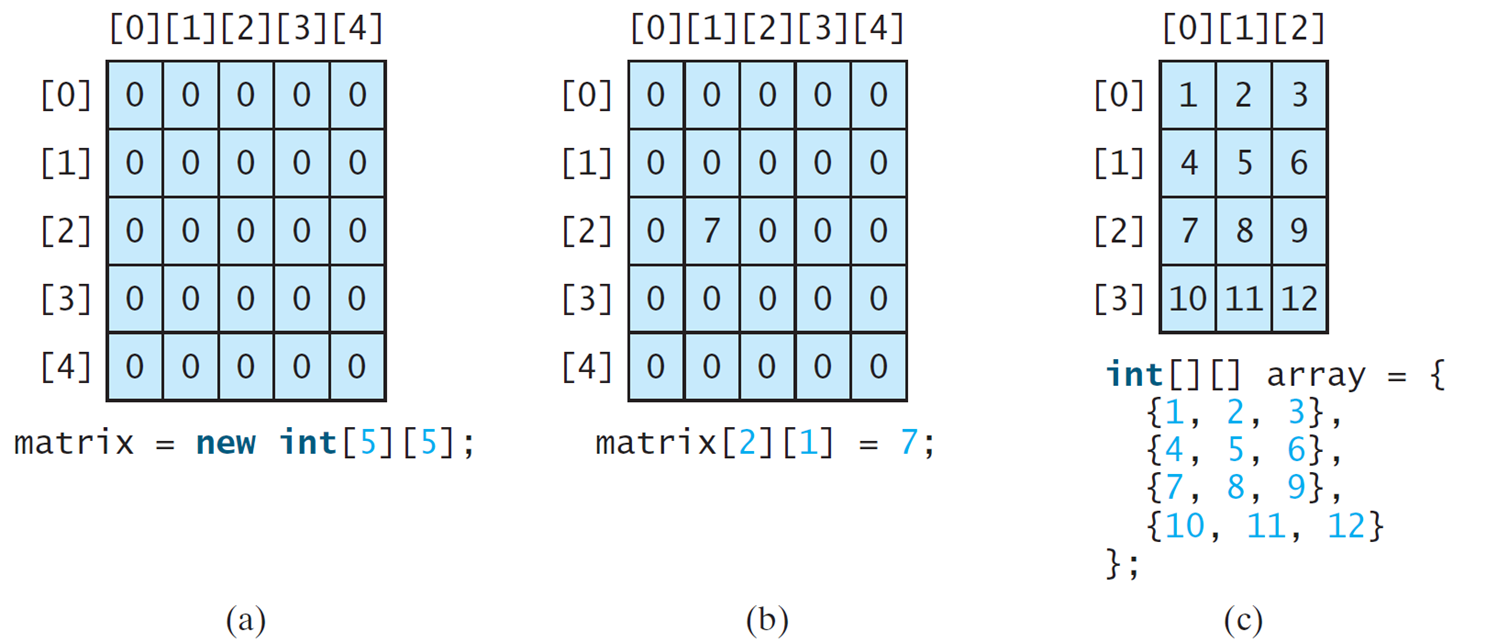 [0][1][2][3][4]
[0] 0 0 0 0 0
[1] 0 0 0 0 0
[2] 0 0 0 0 0
[3] 0 0 0 0 0
[4] 0 0 0 0 0
matrix = new int[5][5];
(a)
[0][1][2][3][4]
[0] 0 0 0 0 0
[1] 0 0 0 0 0
[2] 0 7 0 0 0
[3] 0 0 0 0 0
[4] 0 0 0 0 0
matrix[2][1] = 7;
(b)
[0][1][2]
[0] 1 2 3
[1] 4 5 6
[2] 7 8 9
[3] 10 11 12
int[][] array = {
{1, 2, 3},
{4, 5, 6},
{7, 8, 9},
{10, 11, 12}
};
(c)